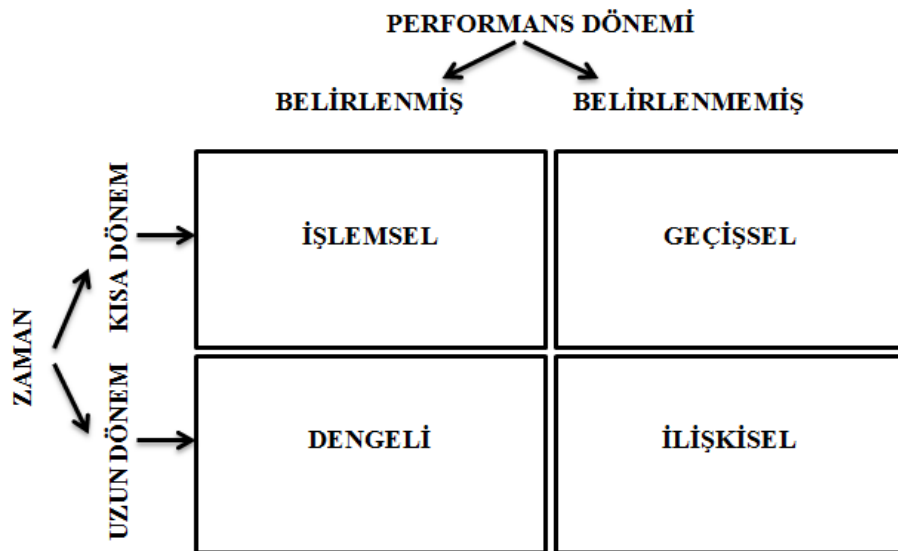 PERFORMANS DÖNEMİ
BELİRLENMİŞ BELİRLENMEMİŞ
ZAMAN
KISA DÖNEM
İŞLEMSEL GEÇİŞSEL
UZUN DÖNEM
DENGELİ İLİŞKİSEL